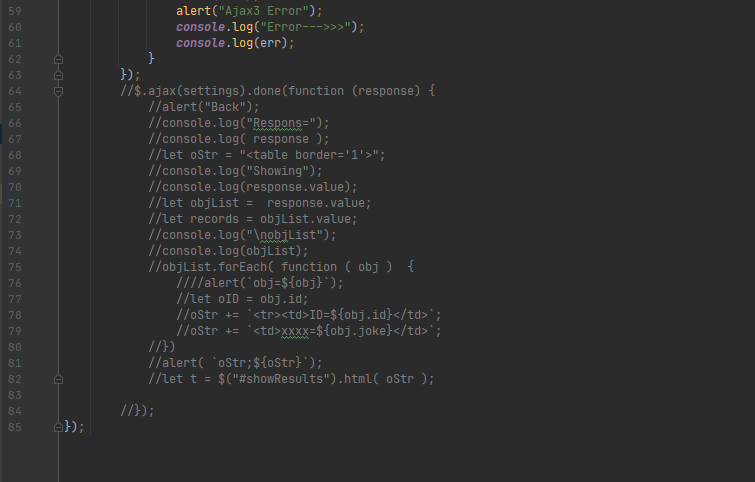 59 alert("Ajax3 Error");
60 console.log("Error--->>>");
61 console.log(err);
62 }
63 });
64 //$.ajax(settings).done(function (response) {
65 //alert("Back");
66 //console.log("Respons=");
67 //console.log( response );
68 //let oStr = "<table border='1'>";
69 //console.log("Showing");
70 //console.log(response.value);
71 //let objList =  response.value;
72 //let records = objList.value;
73 //console.log("\nobjList");
74 //console.log(objList);
75 //objList.forEach( function ( obj )  {
76 ////alert(`obj=${obj}`);
77 //let oID = obj.id;
78 //oStr += `<tr><td>ID=${obj.id}</td>`;
79 //oStr += `<td>xxxx=${obj.joke}</td>`;
80 //})
81 //alert( `oStr;${oStr}`);
82 //let t = $("#showResults").html( oStr );
83
84 //});
85 });